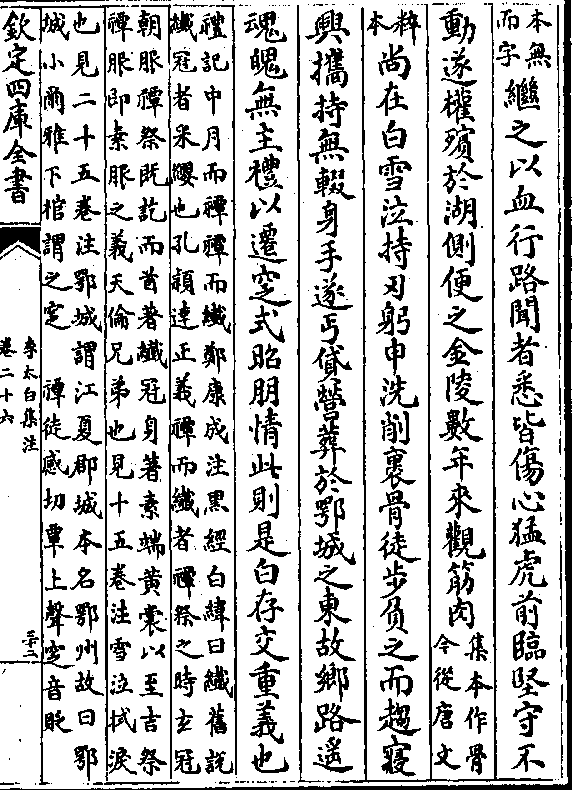 本無
而字
繼之以血行路聞者悉皆傷心猛虎前臨堅守不
動遂權殯於湖側便之金陵數年來觀筋肉
集本作骨
今從唐文
粹
本
尚在白雪泣持刃躬申洗削裹骨徒步負之而趨寢
興攜持無輟身手遂丐貸營葬於鄂城之東故鄉路遥
魂魄無主禮以遷窆式昭朋情此則是白存交重義也
禮記中月而禫禫而纖鄭康成注黒經白緯曰纖舊説
纖冠者采纓也孔頴達正義禫而纖者禫祭之時玄冠
朝服禫祭既訖而首著纖冠身著素端黄裳以至吉祭
禫服即素服之義天倫兄弟也見十五巻注雪泣拭淚
也見二十五巻注鄂城謂江夏郡城本名鄂州故曰鄂
城小爾雅下棺謂之窆　禫徒感切覃上聲窆音貶
欽定四庫全書
李太白集注
巻二十六
三十二